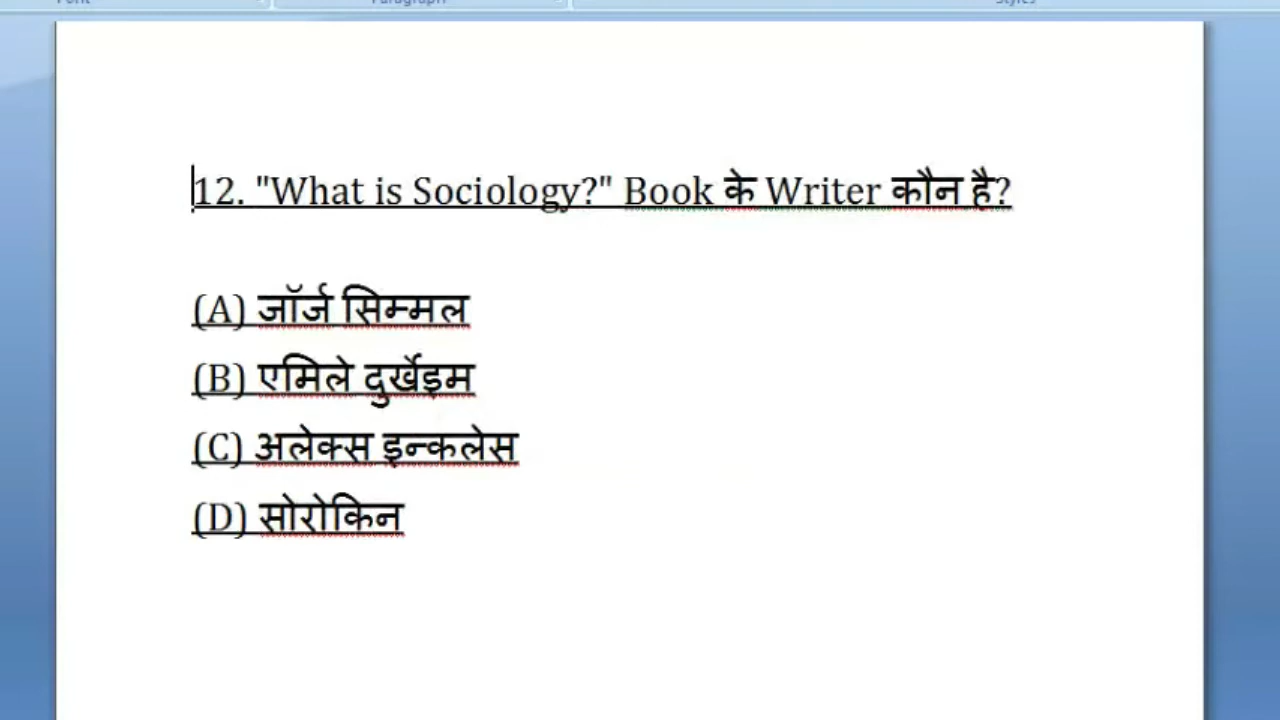 12. "What is Sociology?" Book के Writer कौन है?
(A) जॉर्ज सिम्मल
(B) एमिले दुर्खैइम
(C) अलेक्स इन्कलेस
(D) सोरोकिन